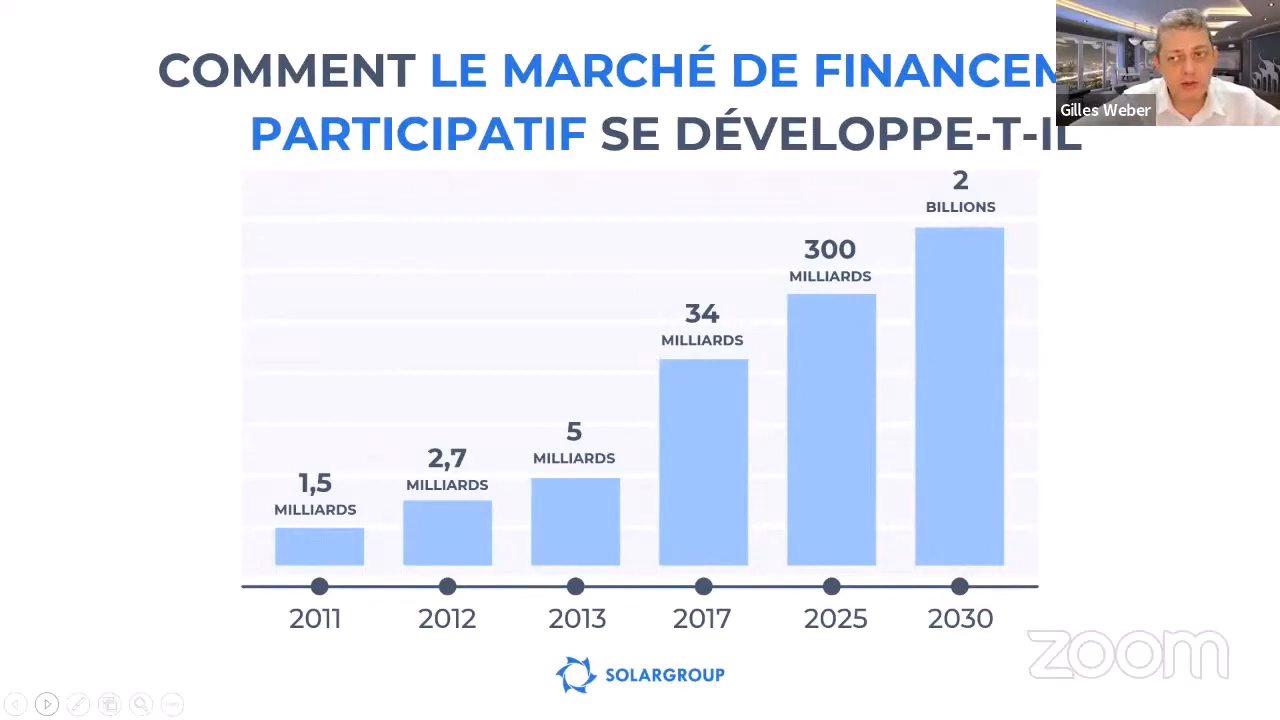 COMMENT LE MARCHÉ DE FINANCEM
PARTICIPATIF SE DÉVELOPPE-T-IL
Gilles Weber
2
BILLIONS
300
MILLIARDS
34
MILLIARDS
5
MILLIARDS
2,7
MILLIARDS
1,5
MILLIARDS
2011 2012 2013 2017 2025 2030
SOLARGROUP
zoom